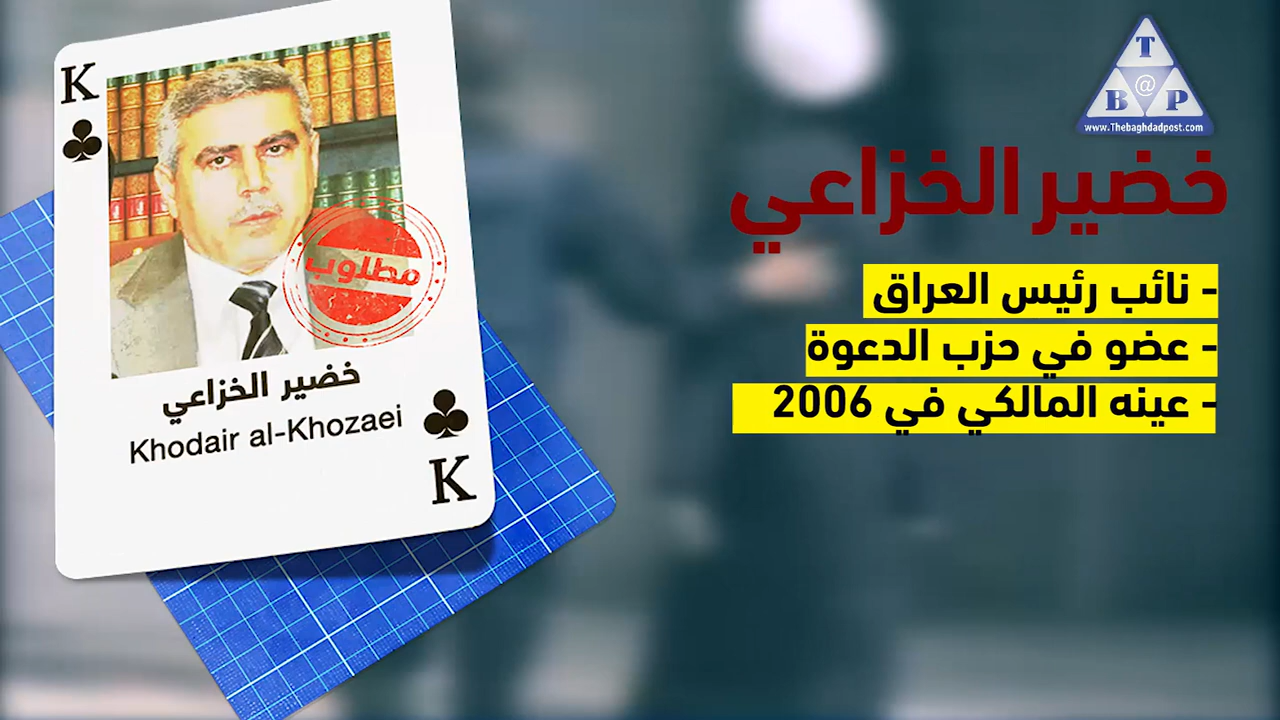 K
مطلوب
خضير الخزاعي
Khodair al-Khozaei
K
T
B @ P
www.Thebaghdadpost.com
خضير الخزاعي
- نائب رئيس العراق
- عضو في حزب الدعوة
- عينه المالكي في 2006